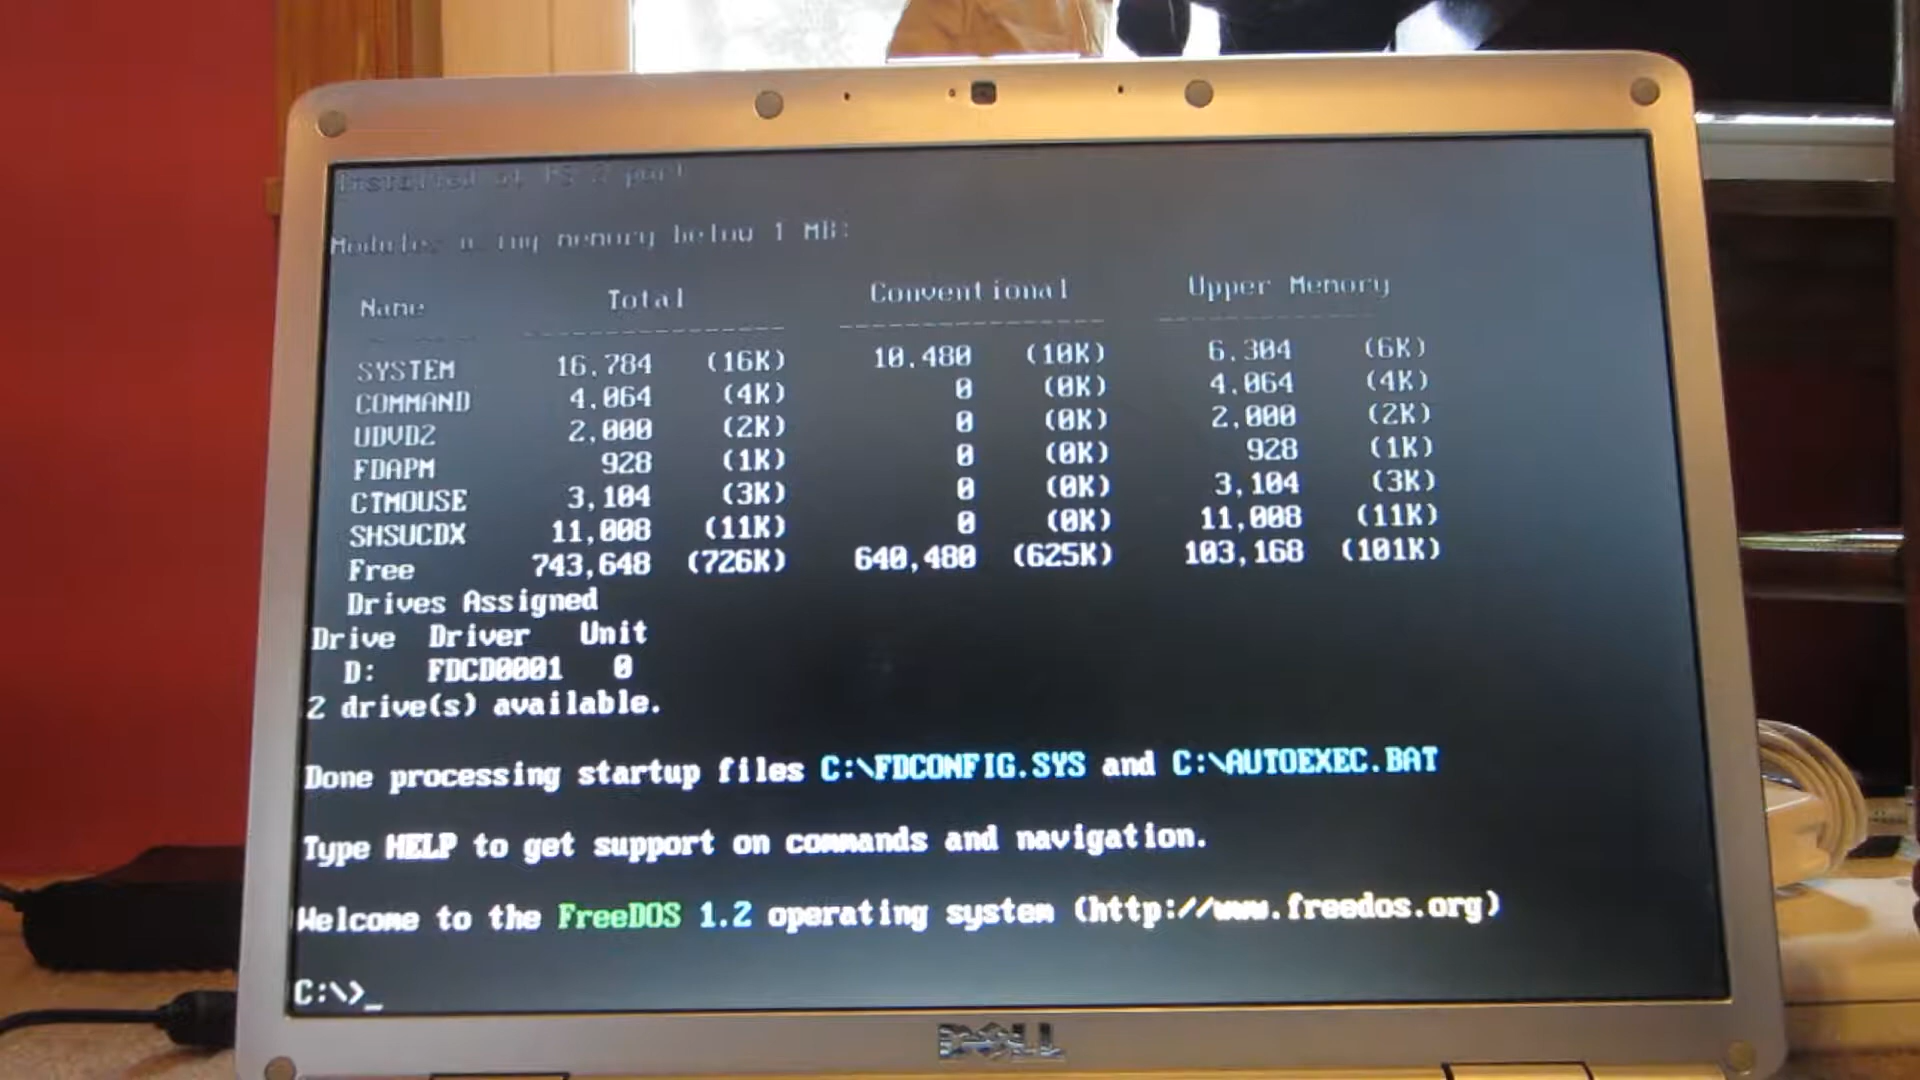 Installed at PS/2 port
Modules using memory below 1 MB:
Name Total Conventional Upper Memory
SYSTEM 16,784 (16K) 10,480 (10K) 6,304 (6K)
COMMAND 4,064 (4K) 0 (0K) 4,064 (4K)
UDVD2 2,000 (2K) 0 (0K) 2,000 (2K)
FDAPM 928 (1K) 0 (0K) 928 (1K)
CTMOUSE 3,104 (3K) 0 (0K) 3,104 (3K)
SHSUCDX 11,008 (11K) 0 (0K) 11,008 (11K)
Free 743,648 (726K) 640,480 (625K) 103,168 (101K)
Drives Assigned
Drive Driver Unit
D: FDCD0001 0
2 drive(s) available.
Done processing startup files C:\FDCONFIG.SYS and C:\AUTOEXEC.BAT
Type HELP to get support on commands and navigation.
Welcome to the FreeDOS 1.2 operating system (http://www.freedos.org)
C:\>_
DELL